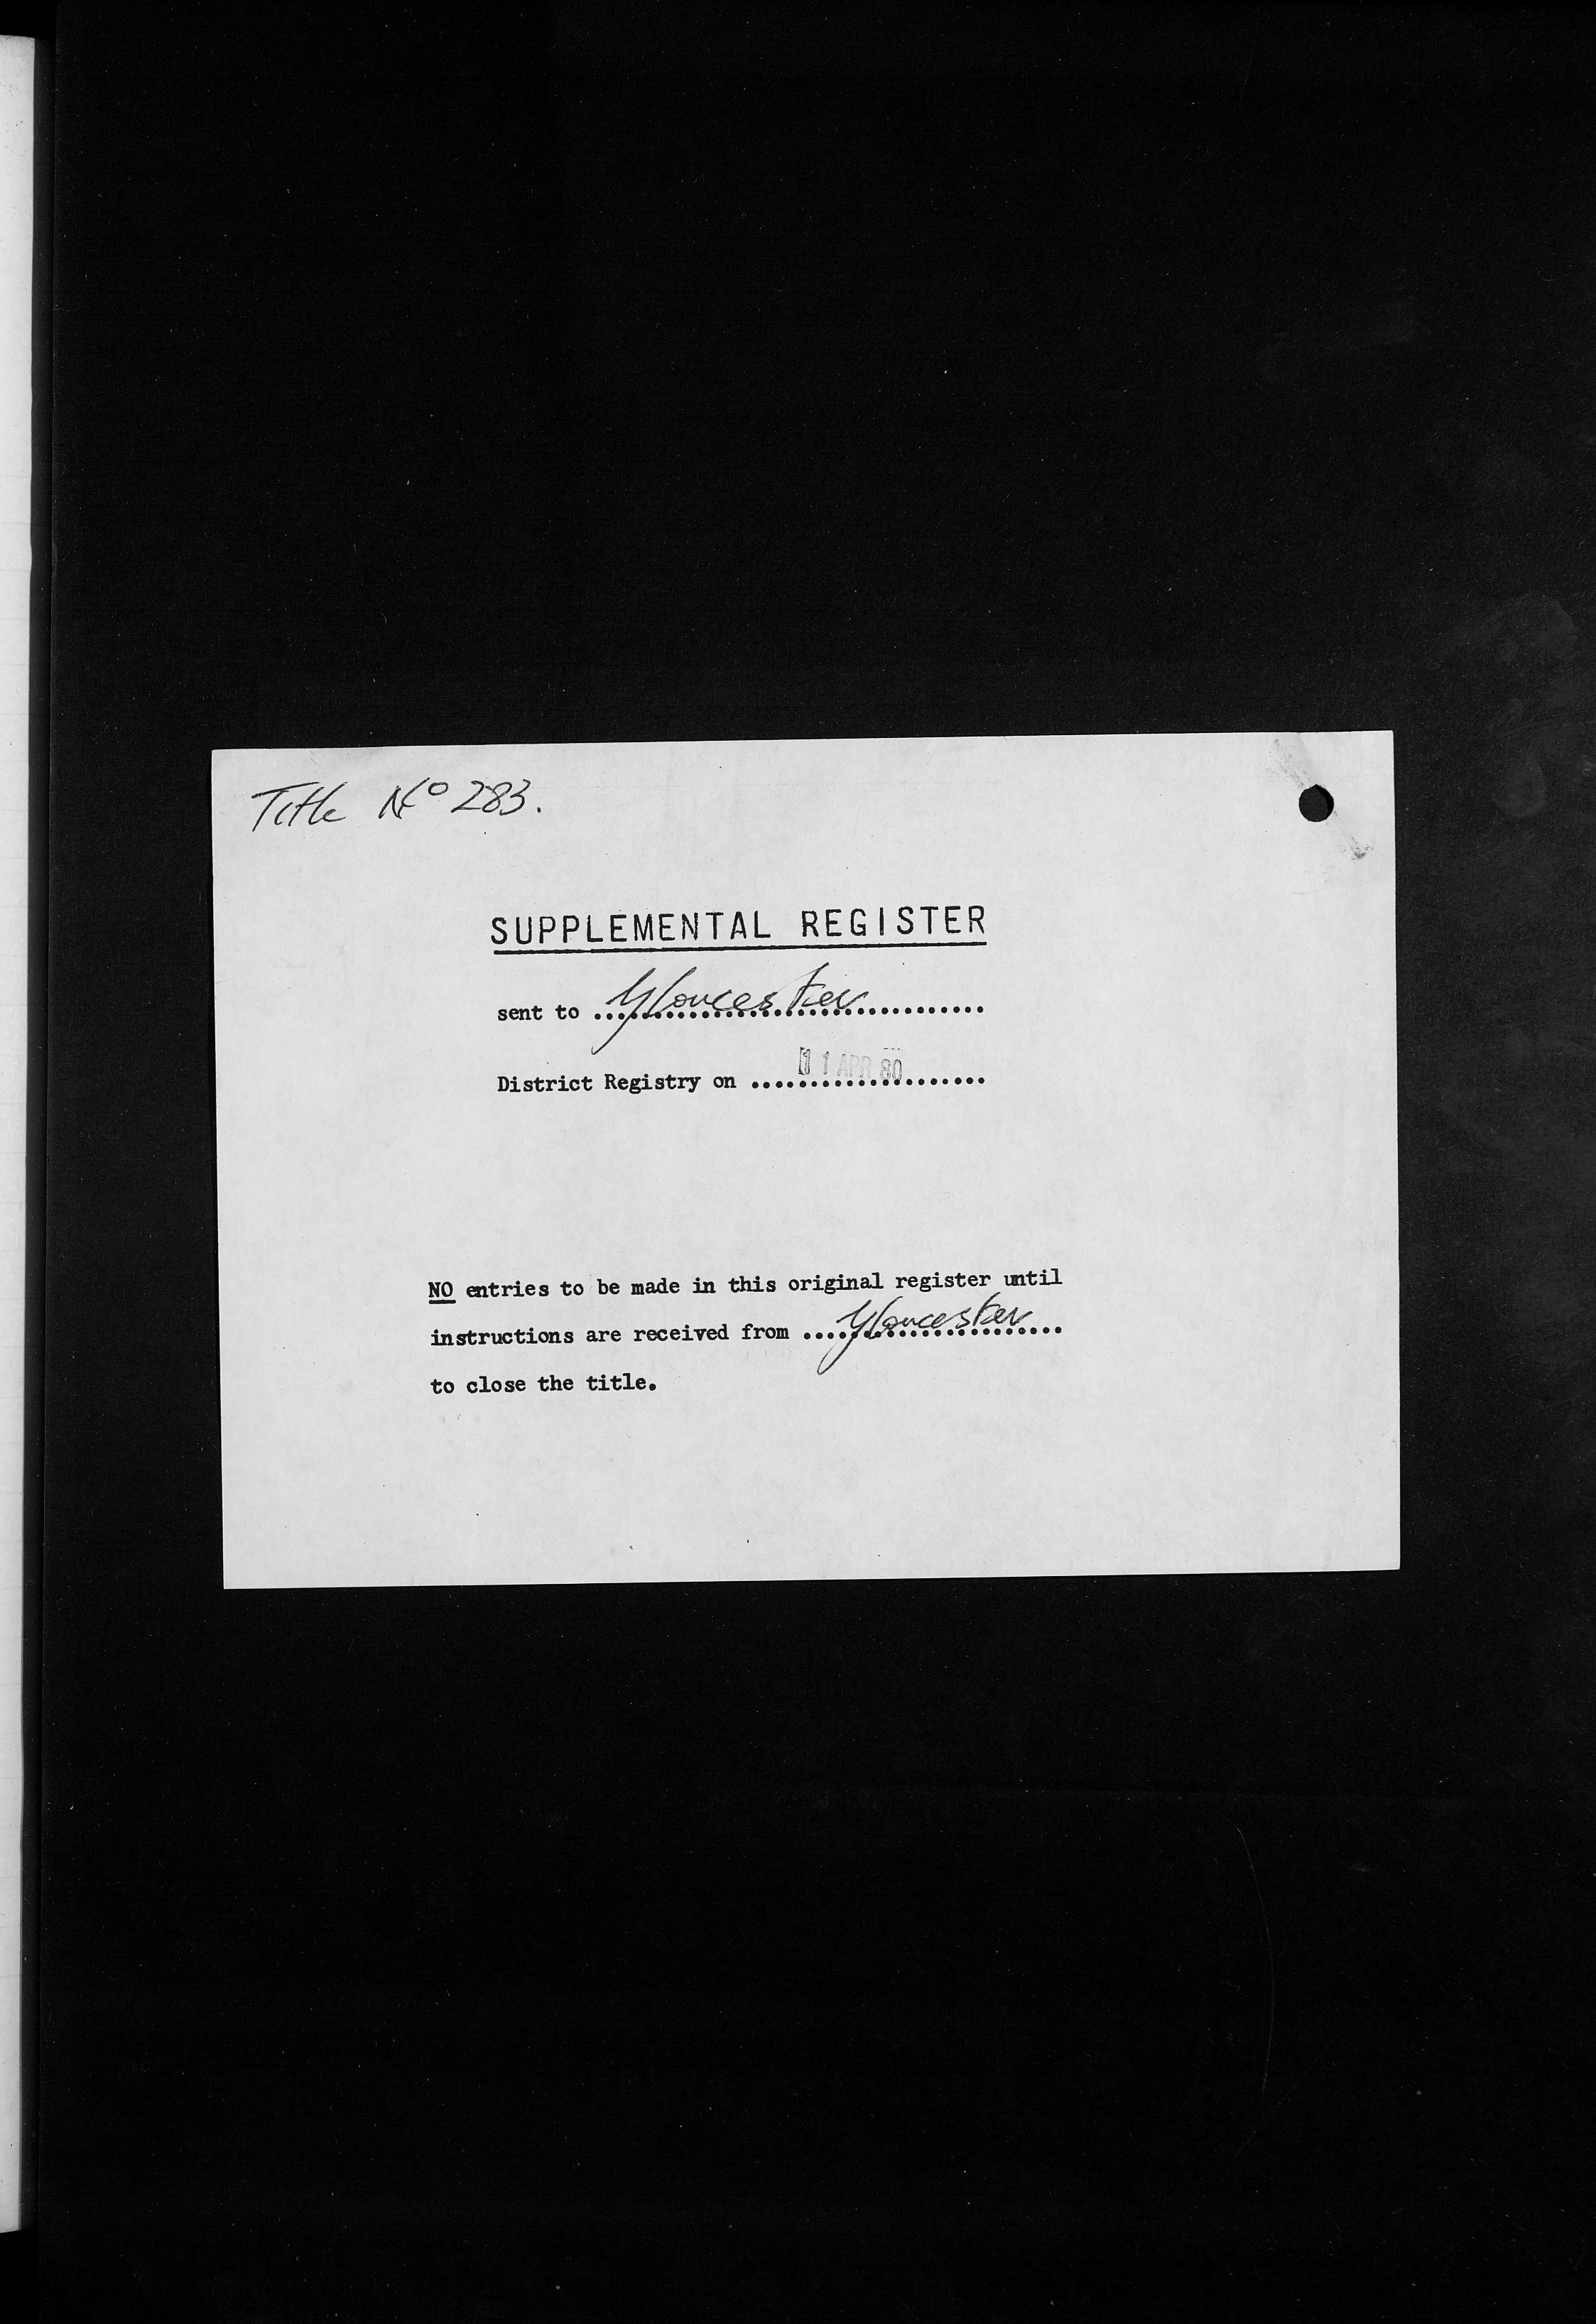 Title Nº 283.
SUPPLEMENTAL REGISTER
sent to Gloucester
District Registry on 11 APR 80
NO entries to be made in this original register until
instructions are received from Gloucester
to close the title.